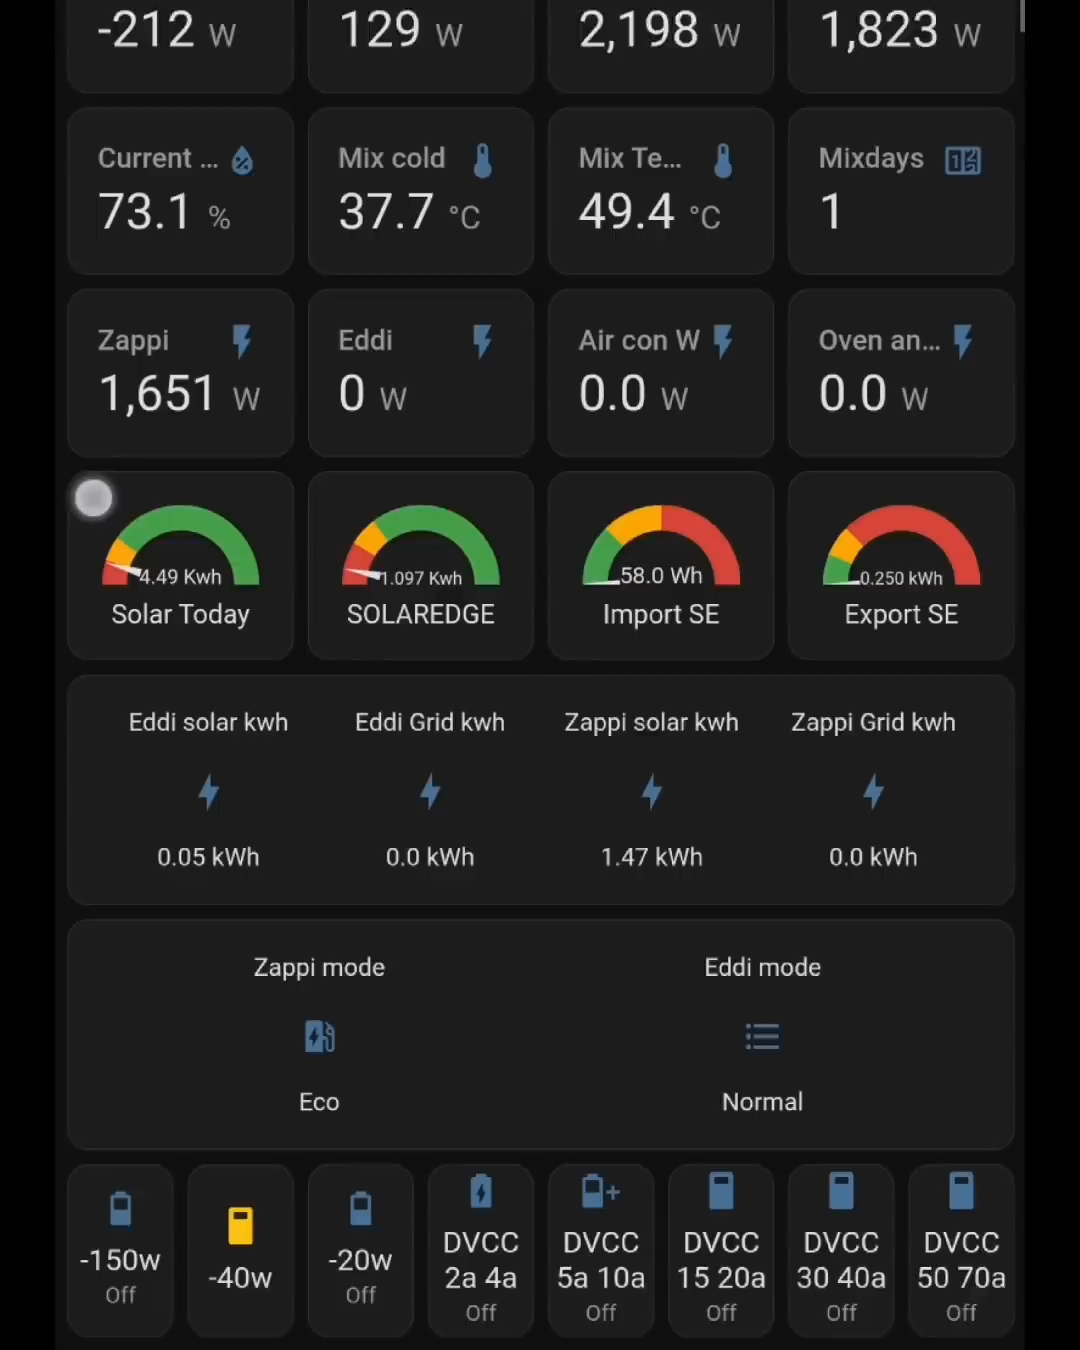 -212 W 129 W 2,198 W 1,823 W
Current ... Mix cold Mix Te... Mixdays
73.1 % 37.7 °C 49.4 °C 1
Zappi Eddi Air con W Oven an...
1,651 W 0 W 0.0 W 0.0 W
4.49 Kwh 1.097 Kwh 58.0 Wh 0.250 kWh
Solar Today SOLAREDGE Import SE Export SE
Eddi solar kwh Eddi Grid kwh Zappi solar kwh Zappi Grid kwh
0.05 kWh 0.0 kWh 1.47 kWh 0.0 kWh
Zappi mode Eddi mode
Eco Normal
-150w
Off
-40w
-20w
Off
DVCC
2a 4a
Off
DVCC
5a 10a
Off
DVCC
15 20a
Off
DVCC
30 40a
Off
DVCC
50 70a
Off